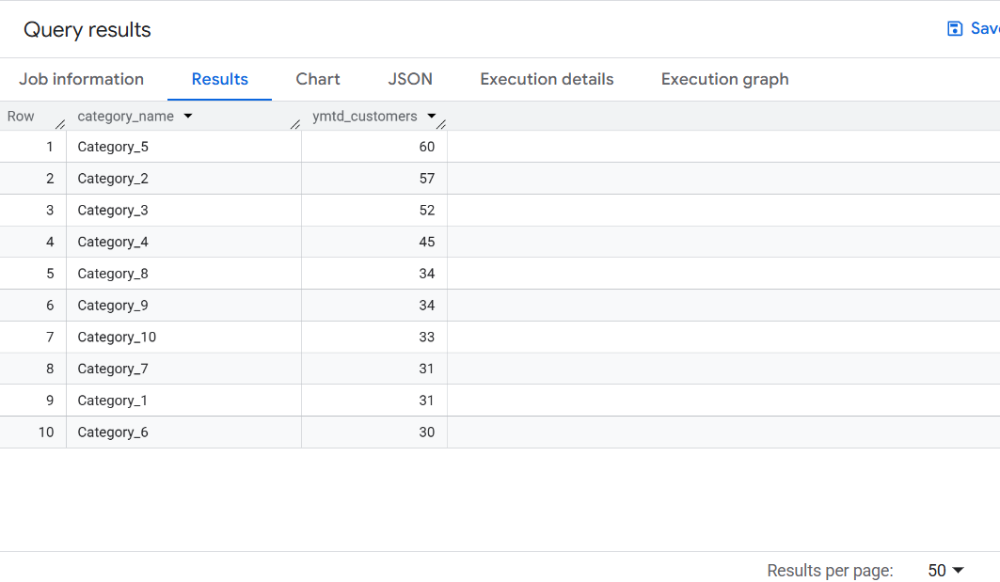 Query results Sav
Job information Results Chart JSON Execution details Execution graph
Row category_name ymtd_customers
1 Category_5 60
2 Category_2 57
3 Category_3 52
4 Category_4 45
5 Category_8 34
6 Category_9 34
7 Category_10 33
8 Category_7 31
9 Category_1 31
10 Category_6 30
Results per page: 50